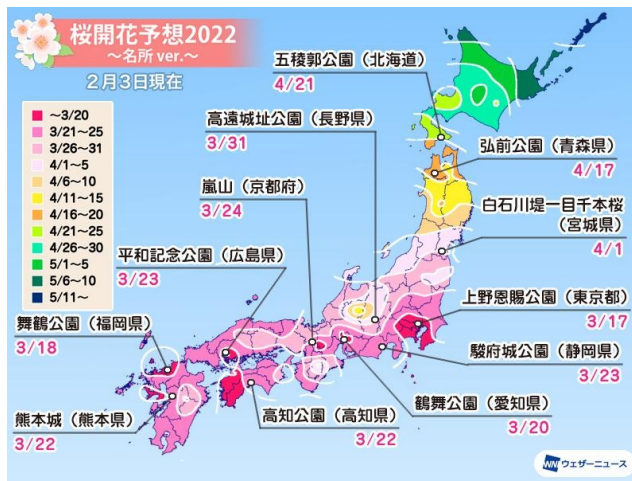 桜開花予想2022
～名所 ver.～
2月3日現在
～3/20
3/21～25
3/26～31
4/1～5
4/6～10
4/11～15
4/16～20
4/21～25
4/26～30
5/1～5
5/6～10
5/11～
五稜郭公園（北海道）
4/21
高遠城址公園（長野県）
3/31
弘前公園（青森県）
4/17
嵐山（京都府）
3/24
白石川堤一目千本桜
（宮城県）
4/1
平和記念公園（広島県）
3/23
上野恩賜公園（東京都）
3/17
舞鶴公園（福岡県）
3/18
駿府城公園（静岡県）
3/23
鶴舞公園（愛知県）
3/20
熊本城（熊本県）
3/22
高知公園（高知県）
3/22
WNI ウェザーニュース